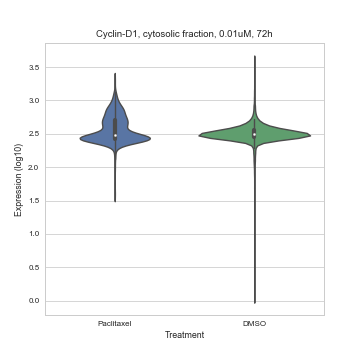 Cyclin-D1, cytosolic fraction, 0.01uM, 72h
3.5
3.0
2.5
2.0
1.5
1.0
0.5
0.0
Expression (log10)
Paclitaxel
DMSO
Treatment